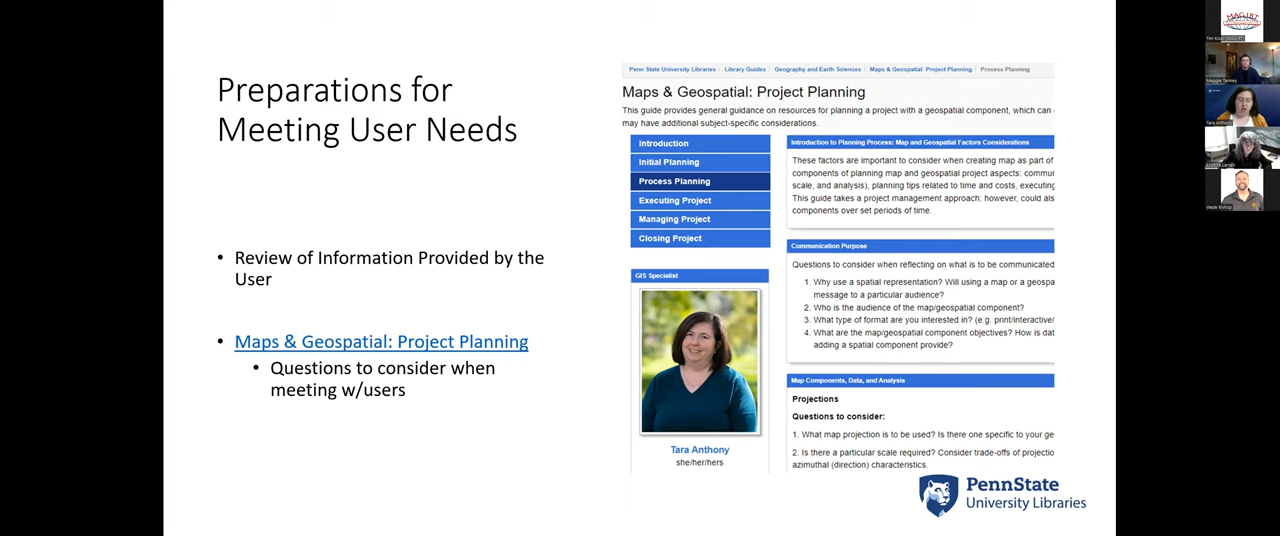 Preparations for
Meeting User Needs
• Review of Information Provided by the
User
• Maps & Geospatial: Project Planning
• Questions to consider when
meeting w/users
Penn State University Libraries / Library Guides / Geography and Earth Sciences / Maps & Geospatial: Project Planning / Process Planning
Maps & Geospatial: Project Planning
This guide provides general guidance on resources for planning a project with a geospatial component, which can
may have additional subject-specific considerations.
Introduction
Initial Planning
Process Planning
Executing Project
Managing Project
Closing Project
GIS Specialist
Tara Anthony
she/her/hers
Introduction to Planning Process: Map and Geospatial Factors Considerations
These factors are important to consider when creating map as part of
components of planning map and geospatial project aspects: commun
scale, and analysis), planning tips related to time and costs, executing
This guide takes a project management approach; however, could als
components over set periods of time.
Communication Purpose
Questions to consider when reflecting on what is to be communicated
1. Why use a spatial representation? Will using a map or a geospa
message to a particular audience?
2. Who is the audience of the map/geospatial component?
3. What type of format are you interested in? (e.g. print/interactive/
4. What are the map/geospatial component objectives? How is dat
adding a spatial component provide?
Map Components, Data, and Analysis
Projections
Questions to consider:
1. What map projection is to be used? Is there one specific to your ge
2. Is there a particular scale required? Consider trade-offs of projectio
azimuthal (direction) characteristics.
PennState
University Libraries
MAGIRT
Maggie Tarmey
Tara Anthony
Wade Bishop